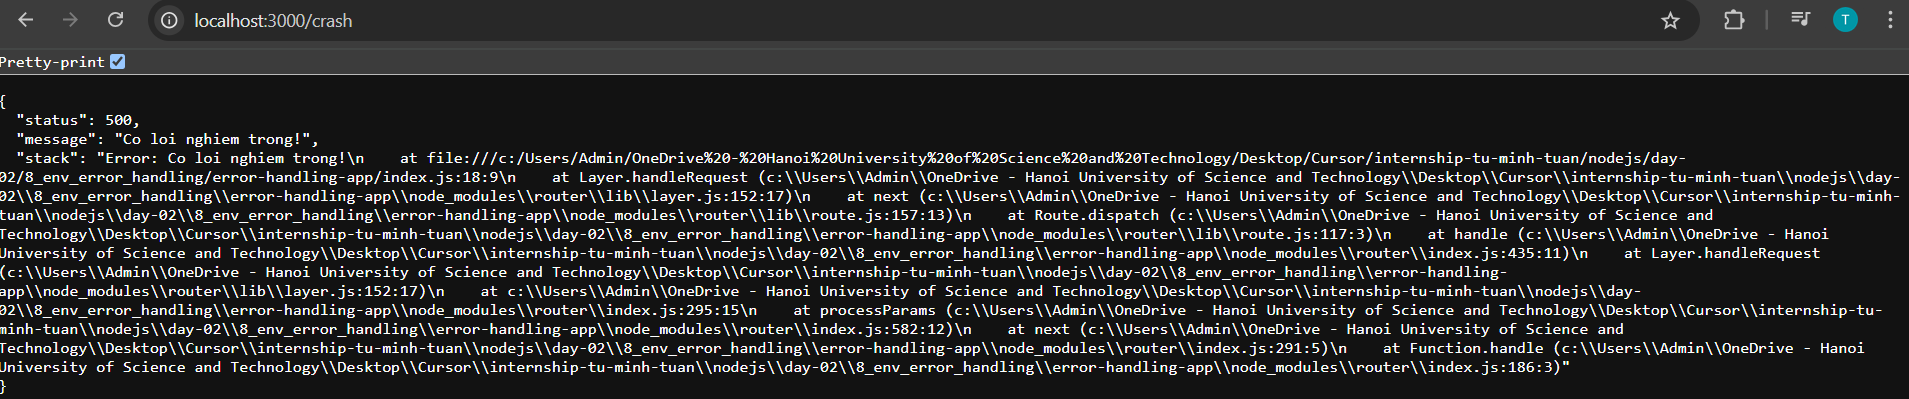 localhost:3000/crash
T
Pretty-print
{
"status": 500,
"message": "Co loi nghiem trong!",
"stack": "Error: Co loi nghiem trong!\n    at file:///c:/Users/Admin/OneDrive%20-%20Hanoi%20University%20of%20Science%20and%20Technology/Desktop/Cursor/internship-tu-minh-tuan/nodejs/day-
02/8_env_error_handling/error-handling-app/index.js:18:9\n    at Layer.handleRequest (c:\\Users\\Admin\\OneDrive - Hanoi University of Science and Technology\\Desktop\\Cursor\\internship-tu-minh-tuan\\nodejs\\day-
02\\8_env_error_handling\\error-handling-app\\node_modules\\router\\lib\\layer.js:152:17)\n    at next (c:\\Users\\Admin\\OneDrive - Hanoi University of Science and Technology\\Desktop\\Cursor\\internship-tu-minh-
tuan\\nodejs\\day-02\\8_env_error_handling\\error-handling-app\\node_modules\\router\\lib\\route.js:157:13)\n    at Route.dispatch (c:\\Users\\Admin\\OneDrive - Hanoi University of Science and
Technology\\Desktop\\Cursor\\internship-tu-minh-tuan\\nodejs\\day-02\\8_env_error_handling\\error-handling-app\\node_modules\\router\\lib\\route.js:117:3)\n    at handle (c:\\Users\\Admin\\OneDrive - Hanoi
University of Science and Technology\\Desktop\\Cursor\\internship-tu-minh-tuan\\nodejs\\day-02\\8_env_error_handling\\error-handling-app\\node_modules\\router\\index.js:435:11)\n    at Layer.handleRequest
(c:\\Users\\Admin\\OneDrive - Hanoi University of Science and Technology\\Desktop\\Cursor\\internship-tu-minh-tuan\\nodejs\\day-02\\8_env_error_handling\\error-handling-
app\\node_modules\\router\\lib\\layer.js:152:17)\n    at c:\\Users\\Admin\\OneDrive - Hanoi University of Science and Technology\\Desktop\\Cursor\\internship-tu-minh-tuan\\nodejs\\day-
02\\8_env_error_handling\\error-handling-app\\node_modules\\router\\index.js:295:15\n    at processParams (c:\\Users\\Admin\\OneDrive - Hanoi University of Science and Technology\\Desktop\\Cursor\\internship-tu-
minh-tuan\\nodejs\\day-02\\8_env_error_handling\\error-handling-app\\node_modules\\router\\index.js:582:12)\n    at next (c:\\Users\\Admin\\OneDrive - Hanoi University of Science and
Technology\\Desktop\\Cursor\\internship-tu-minh-tuan\\nodejs\\day-02\\8_env_error_handling\\error-handling-app\\node_modules\\router\\index.js:291:5)\n    at Function.handle (c:\\Users\\Admin\\OneDrive - Hanoi
University of Science and Technology\\Desktop\\Cursor\\internship-tu-minh-tuan\\nodejs\\day-02\\8_env_error_handling\\error-handling-app\\node_modules\\router\\index.js:186:3)"
}